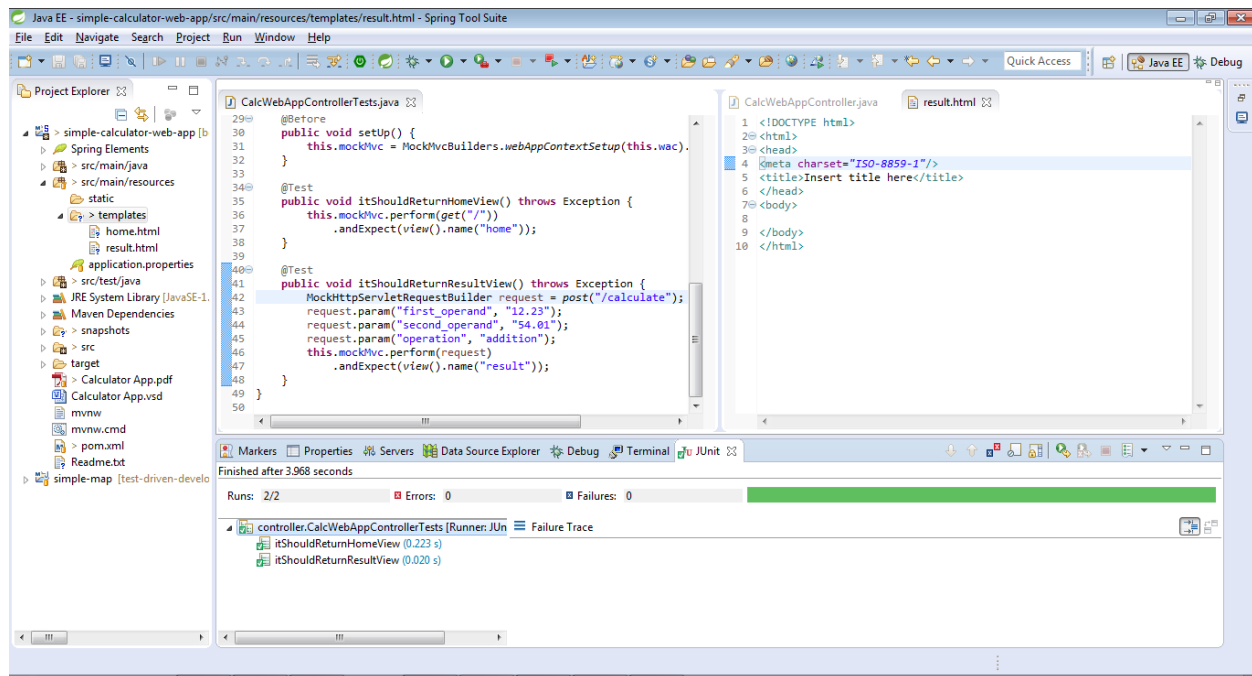 Java EE - simple-calculator-web-app/src/main/resources/templates/result.html - Spring Tool Suite
File Edit Navigate Search Project Run Window Help
Quick Access
Java EE
Debug
Project Explorer
> simple-calculator-web-app [b
Spring Elements
> src/main/java
> src/main/resources
static
> templates
home.html
result.html
application.properties
> src/test/java
JRE System Library [JavaSE-1.
Maven Dependencies
> snapshots
> src
target
> Calculator App.pdf
Calculator App.vsd
mvnw
mvnw.cmd
> pom.xml
Readme.txt
simple-map [test-driven-develo
CalcWebAppControllerTests.java
29 @Before
30 public void setUp() {
31 this.mockMvc = MockMvcBuilders.webAppContextSetup(this.wac).
32 }
33
34 @Test
35 public void itShouldReturnHomeView() throws Exception {
36 this.mockMvc.perform(get("/"))
37 .andExpect(view().name("home"));
38 }
39
40 @Test
41 public void itShouldReturnResultView() throws Exception {
42 MockHttpServletRequestBuilder request = post("/calculate");
43 request.param("first_operand", "12.23");
44 request.param("second_operand", "54.01");
45 request.param("operation", "addition");
46 this.mockMvc.perform(request)
47 .andExpect(view().name("result"));
48 }
49 }
50
CalcWebAppController.java
result.html
1 <!DOCTYPE html>
2 <html>
3 <head>
4 <meta charset="ISO-8859-1"/>
5 <title>Insert title here</title>
6 </head>
7 <body>
8
9 </body>
10 </html>
Markers Properties Servers Data Source Explorer Debug Terminal JUnit
Finished after 3.968 seconds
Runs: 2/2 Errors: 0 Failures: 0
controller.CalcWebAppControllerTests [Runner: JUn
Failure Trace
itShouldReturnHomeView (0.223 s)
itShouldReturnResultView (0.020 s)